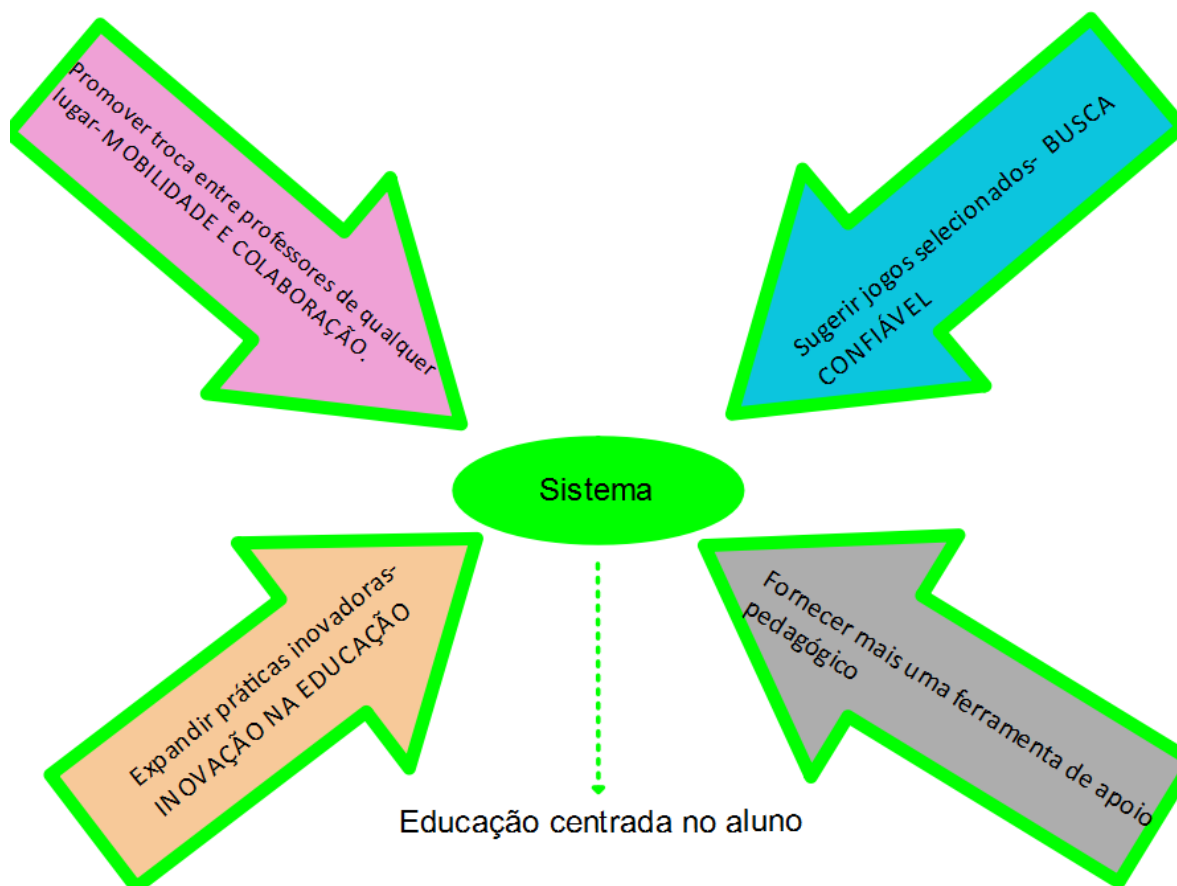 Promover troca entre professores de qualquer
lugar- MOBILIDADE E COLABORAÇÃO.
Sugerir jogos selecionados- BUSCA
CONFIÁVEL
Sistema
Expandir práticas inovadoras-
INOVAÇÃO NA EDUCAÇÃO
Fornecer mais uma ferramenta de apoio
pedagógico
Educação centrada no aluno